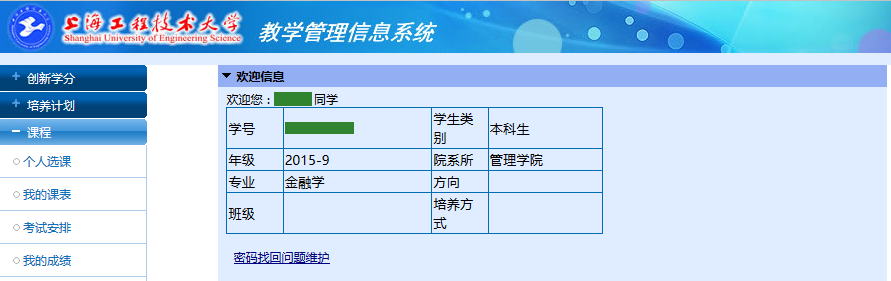 上海工程技术大学
Shanghai University of Engineering Science
教学管理信息系统
创新学分
培养计划
课程
个人选课
我的课表
考试安排
我的成绩
欢迎信息
欢迎您： 同学
学号 学生类别 本科生
年级 2015-9 院系所 管理学院
专业 金融学 方向
班级 培养方式
密码找回问题维护